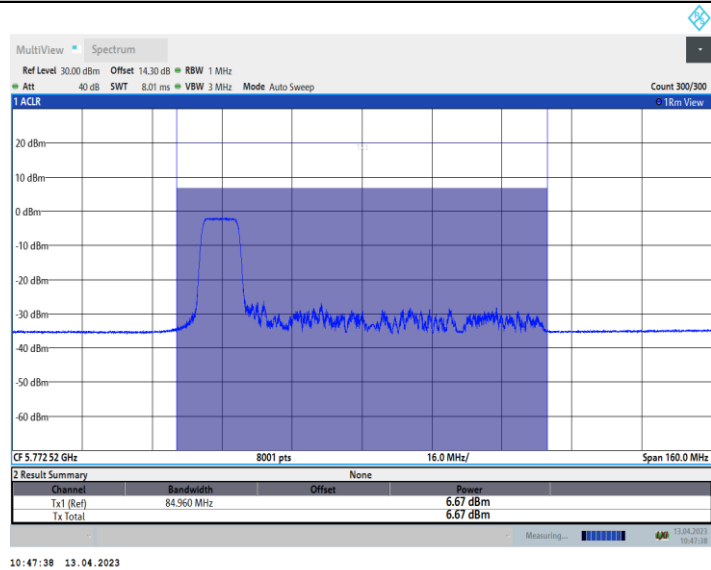 MultiView Spectrum
Ref Level 30.00 dBm Offset 14.30 dB RBW 1 MHz
Att 40 dB SWT 8.01 ms VBW 3 MHz Mode Auto Sweep Count 300/300
1 ACLR 1Rm View
20 dBm
10 dBm
0 dBm
-10 dBm
-20 dBm
-30 dBm
-40 dBm
-50 dBm
-60 dBm
CF 5.772 52 GHz 8001 pts 16.0 MHz/ Span 160.0 MHz
2 Result Summary None
Channel Bandwidth Offset Power
Tx1 (Ref) 84.960 MHz 6.67 dBm
Tx Total 6.67 dBm
Measuring... 13.04.2023
10:47:38
10:47:38 13.04.2023